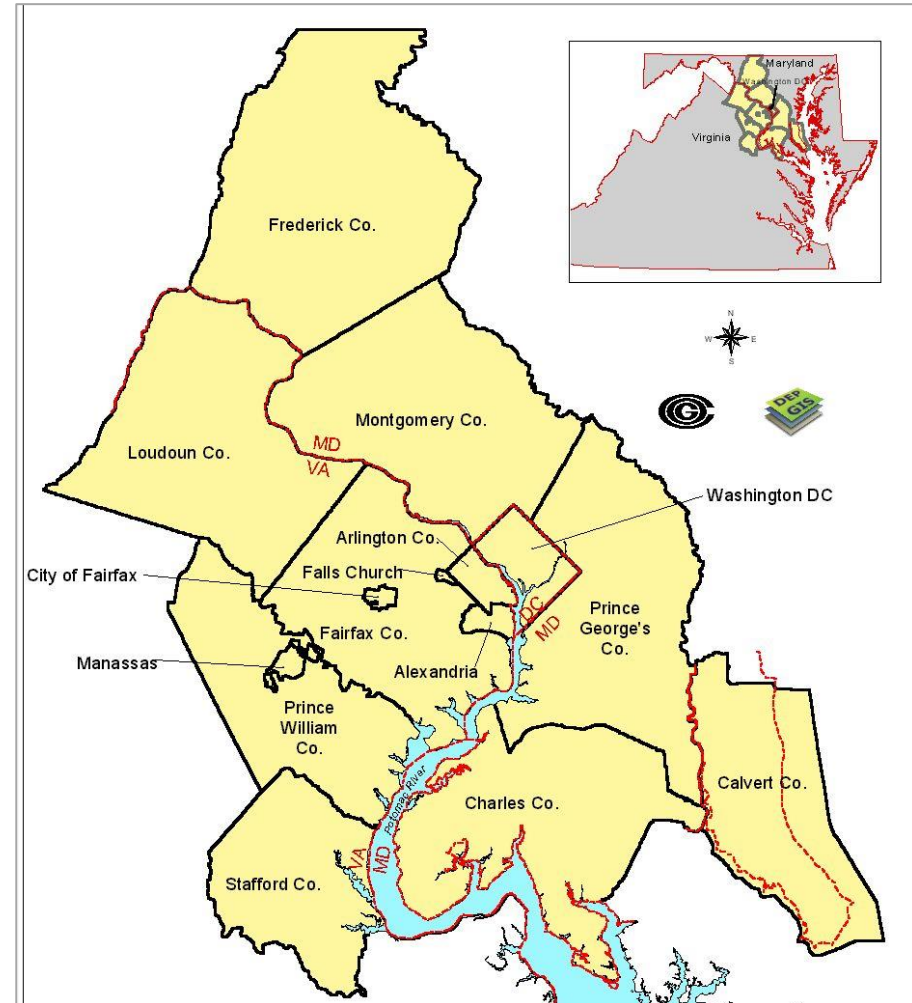 Maryland
Washington DC
Virginia
Frederick Co.
N
W
E
S
DEP
GIS
Montgomery Co.
Loudoun Co.
MD
VA
Washington DC
Arlington Co.
City of Fairfax
Falls Church
DC
MD
Prince
George's
Co.
Fairfax Co.
Manassas
Alexandria
Prince
William
Co.
Potomac River
Calvert Co.
Charles Co.
VA
MD
Stafford Co.